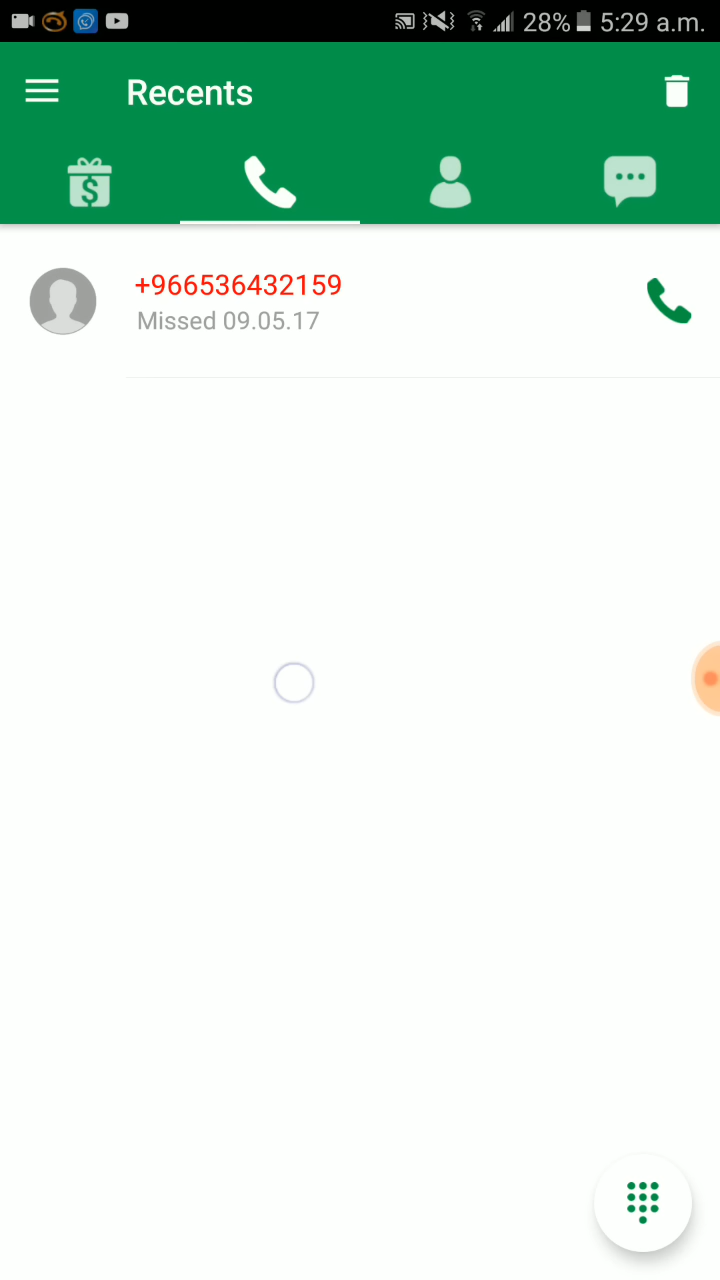 28% 5:29 a.m.
Recents
$
+966536432159
Missed 09.05.17